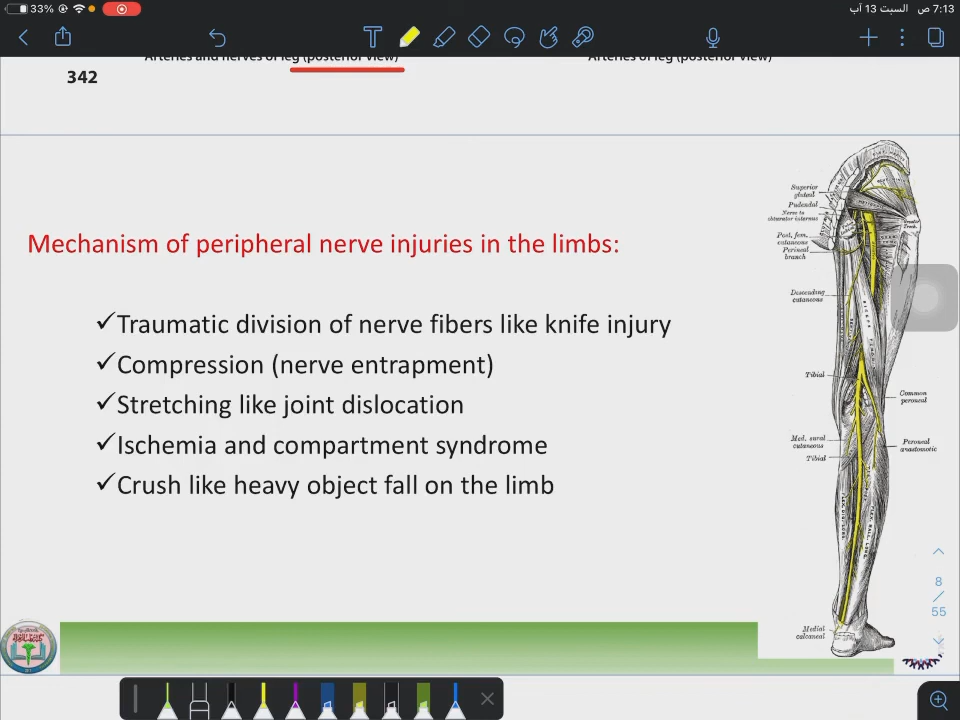 33%
7:13 ص السبت 13 آب
Arteries and nerves of leg (posterior view)
Arteries of leg (posterior view)
342
Mechanism of peripheral nerve injuries in the limbs:
✓Traumatic division of nerve fibers like knife injury
✓Compression (nerve entrapment)
✓Stretching like joint dislocation
✓Ischemia and compartment syndrome
✓Crush like heavy object fall on the limb
Superior
gluteal
Pudendal
Nerve to
obturator internus
Post. fem.
cutaneous
Perineal
branch
Descending
cutaneous
Tibial
Common
peroneal
Med. sural
cutaneous
Peroneal
anastomotic
Tibial
Medial
calcaneal
8
/
55